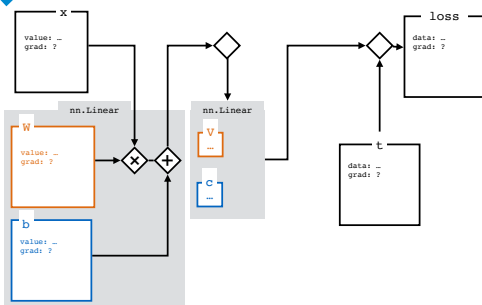 x
value: …
grad: ?
nn.Linear
W
value: …
grad: ?
×
+
b
value: …
grad: ?
nn.Linear
V
…
c
…
loss
data: …
grad: ?
t
data: …
grad: ?